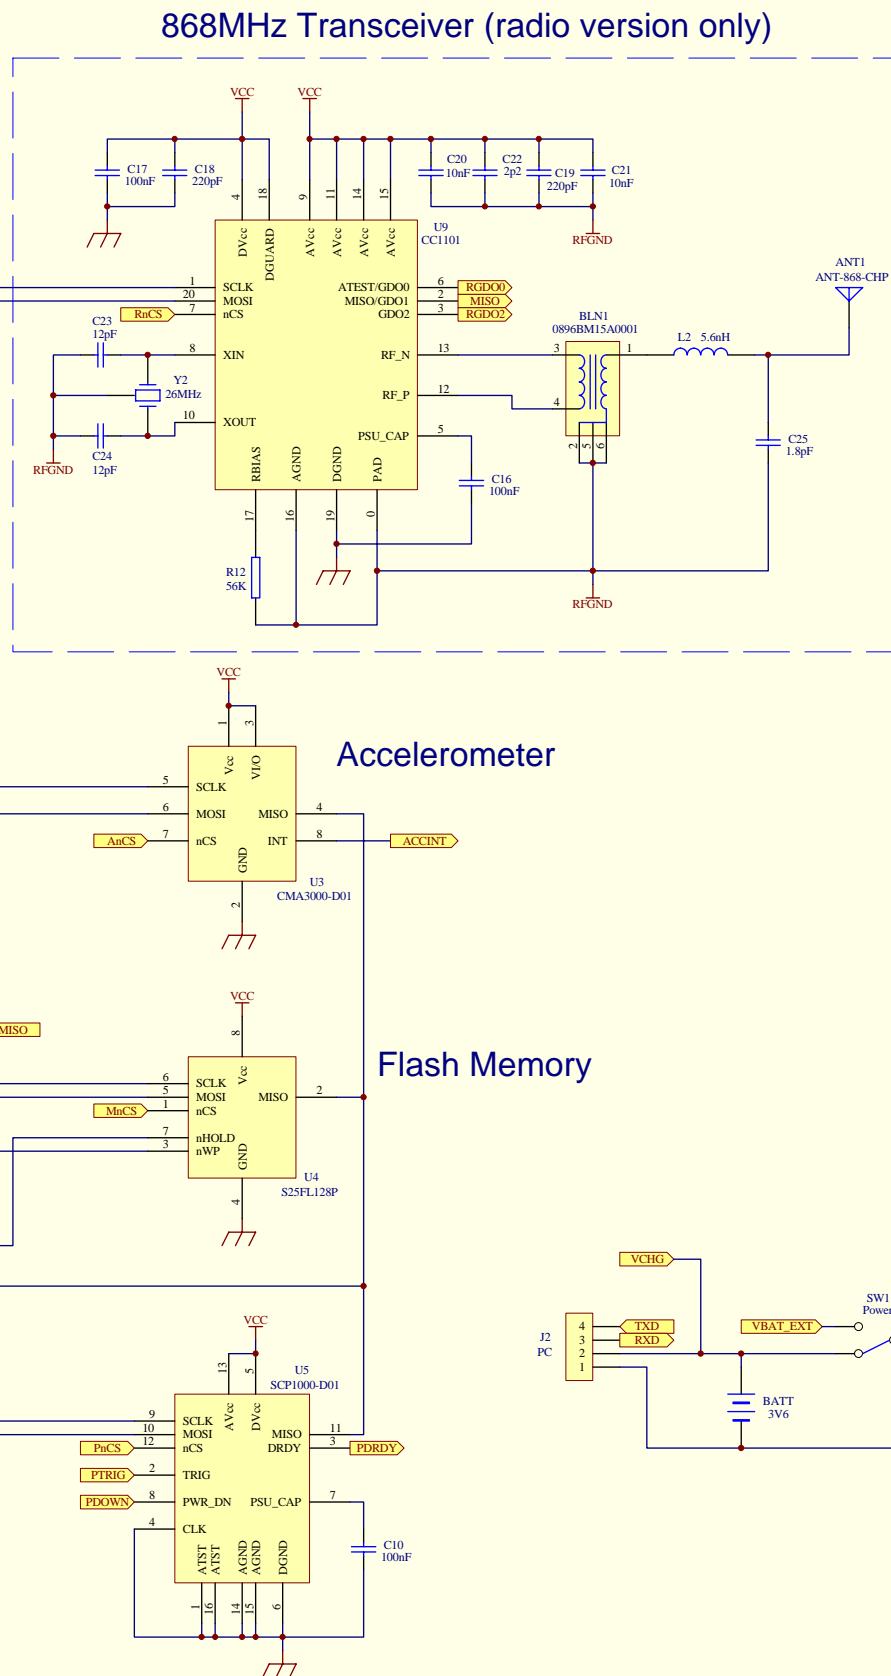 868MHz Transceiver (radio version only)
VCC
VCC
C17
100nF
C18
220pF
C20
10nF
C22
2p2
C19
220pF
C21
10nF
4
18
9
11
14
15
DVcc
DGUARD
AVcc
AVcc
AVcc
AVcc
U9
CC1101
RFGND
ANT1
ANT-868-CHP
1
SCLK
20
MOSI
RnCS
7
nCS
ATEST/GDO0
6
RGDO0
MISO/GDO1
2
MISO
GDO2
3
RGDO2
C23
12pF
8
XIN
Y2
26MHz
10
XOUT
C24
12pF
RFGND
RF_N
13
RF_P
12
PSU_CAP
5
BLN1
0896BM15A0001
3
1
4
2
5
6
L2 5.6nH
C25
1.8pF
C16
100nF
RBIAS
AGND
DGND
PAD
17
16
19
0
R12
56K
RFGND
VCC
1
3
Accelerometer
Vcc
VI/O
5
SCLK
6
MOSI
MISO
4
AnCS
7
nCS
INT
8
ACCINT
GND
U3
CMA3000-D01
2
VCC
8
MISO
Flash Memory
Vcc
6
SCLK
5
MOSI
MISO
2
MnCS
1
nCS
7
nHOLD
3
nWP
GND
U4
S25FL128P
4
VCHG
SW1
Power
J2
PC
4
TXD
3
RXD
2
1
VBAT_EXT
BATT
3V6
VCC
13
5
U5
SCP1000-D01
AVcc
DVcc
9
SCLK
10
MOSI
MISO
11
PnCS
12
nCS
DRDY
3
PDRDY
PTRIG
2
TRIG
PDOWN
8
PWR_DN
PSU_CAP
7
4
CLK
C10
100nF
ATST
ATST
AGND
AGND
DGND
1
16
14
15
6